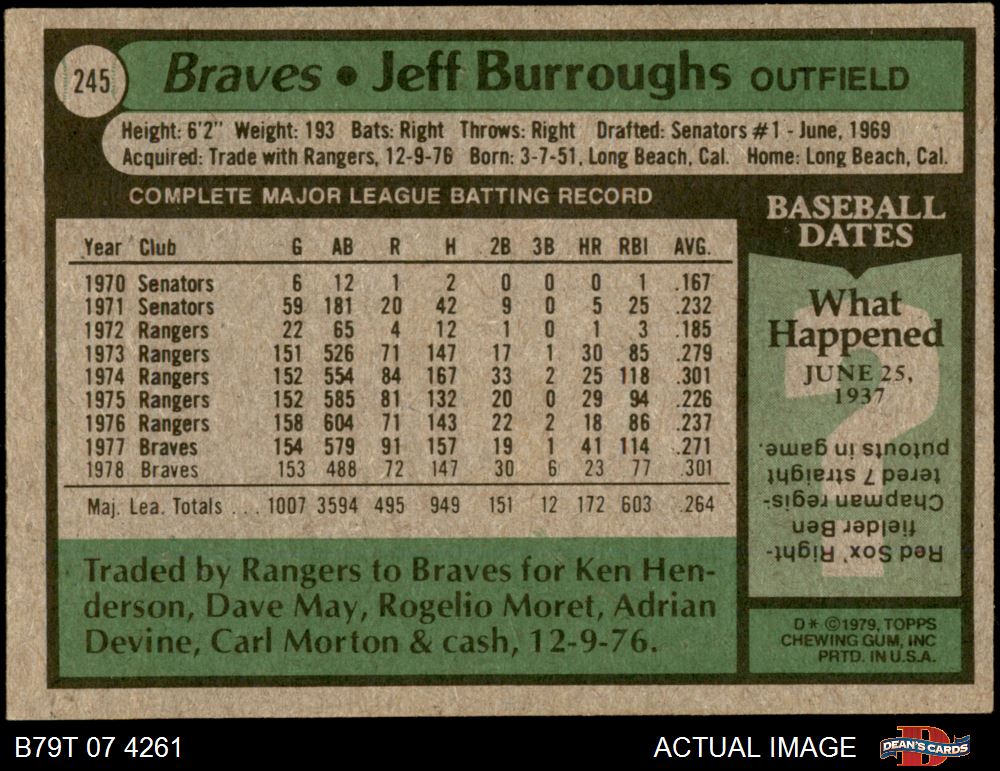 245
Braves • Jeff Burroughs OUTFIELD
Height: 6'2" Weight: 193 Bats: Right Throws: Right Drafted: Senators #1 - June, 1969
Acquired: Trade with Rangers, 12-9-76 Born: 3-7-51, Long Beach, Cal. Home: Long Beach, Cal.
COMPLETE MAJOR LEAGUE BATTING RECORD
Year Club G AB R H 2B 3B HR RBI AVG.
1970 Senators 6 12 1 2 0 0 0 1 .167
1971 Senators 59 181 20 42 9 0 5 25 .232
1972 Rangers 22 65 4 12 1 0 1 3 .185
1973 Rangers 151 526 71 147 17 1 30 85 .279
1974 Rangers 152 554 84 167 33 2 25 118 .301
1975 Rangers 152 585 81 132 20 0 29 94 .226
1976 Rangers 158 604 71 143 22 2 18 86 .237
1977 Braves 154 579 91 157 19 1 41 114 .271
1978 Braves 153 488 72 147 30 6 23 77 .301
Maj. Lea. Totals ... 1007 3594 495 949 151 12 172 603 .264
Traded by Rangers to Braves for Ken Hen-
derson, Dave May, Rogelio Moret, Adrian
Devine, Carl Morton & cash, 12-9-76.
BASEBALL
DATES
What
Happened
JUNE 25,
1937
Red Sox' Right-
fielder Ben
Chapman regis-
tered 7 straight
putouts in game.
D* ©1979, TOPPS
CHEWING GUM, INC
PRTD. IN U.S.A.
B79T 07 4261
ACTUAL IMAGE
DEAN'S CARDS